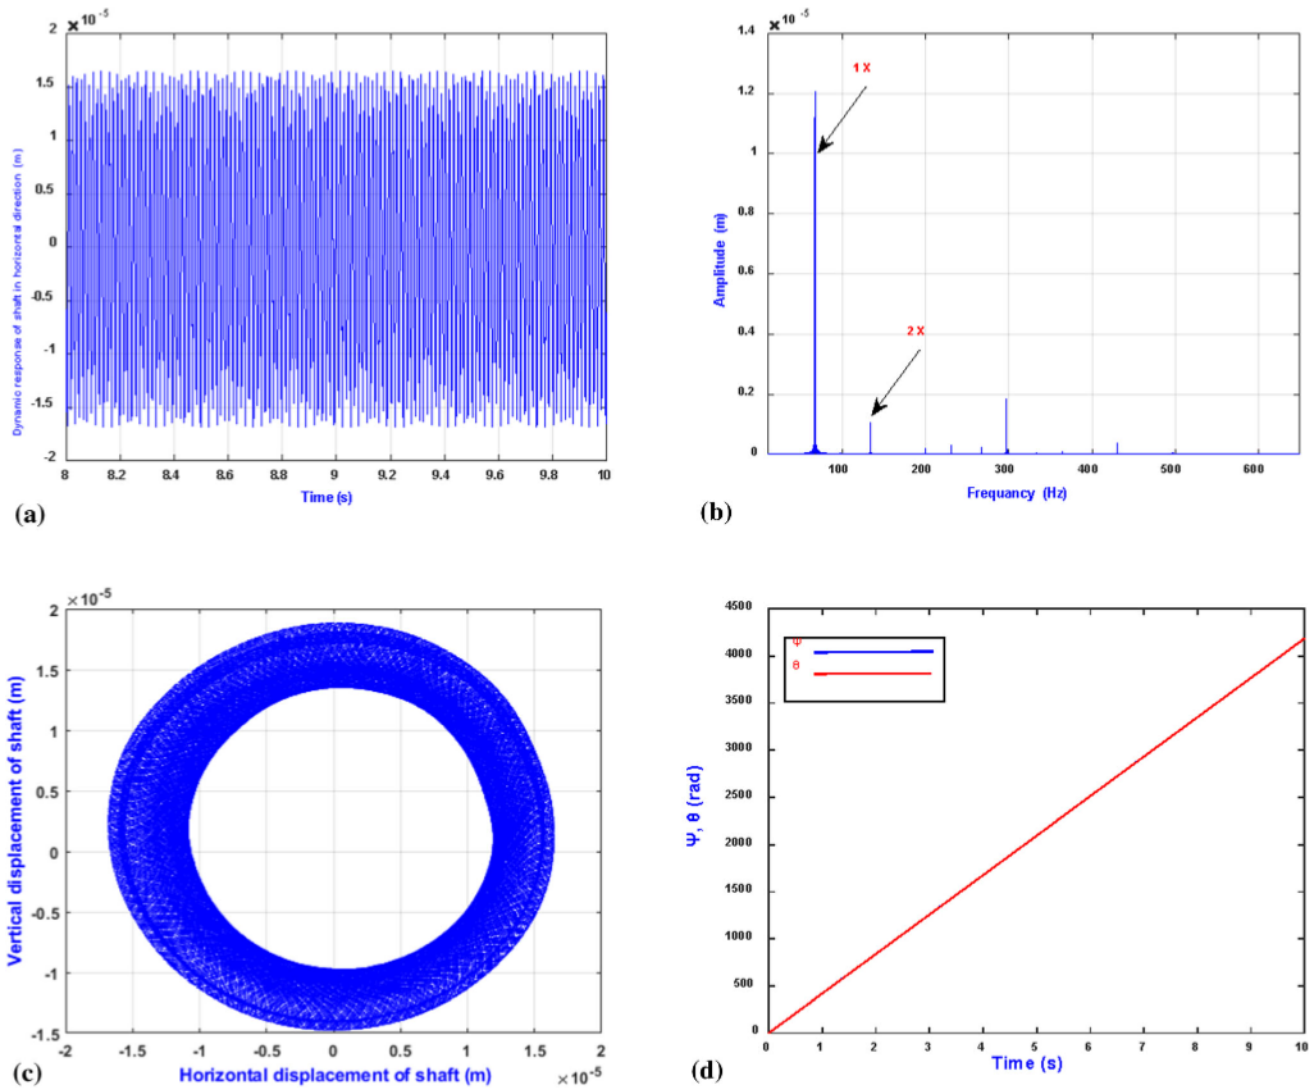 × 10 -5
2
1.5
1
0.5
0
-0.5
-1
-1.5
-2
Dynamic response of shaft in horizontal direction (m)
8 8.2 8.4 8.6 8.8 9 9.2 9.4 9.6 9.8 10
Time (s)
(a)
× 10 -5
1.4
1.2
1
0.8
0.6
0.4
0.2
0
Amplitude (m)
1 X
2 X
100 200 300 400 500 600
Frequancy (Hz)
(b)
×10 -5
2
1.5
1
0.5
0
-0.5
-1
-1.5
Vertical displacement of shaft (m)
-2 -1.5 -1 -0.5 0 0.5 1 1.5 2
Horizontal displacement of shaft (m) ×10 -5
(c)
4500
4000
3500
3000
2500
2000
1500
1000
500
0
Ψ, θ (rad)
Ψ
θ
0 1 2 3 4 5 6 7 8 9 10
Time (s)
(d)